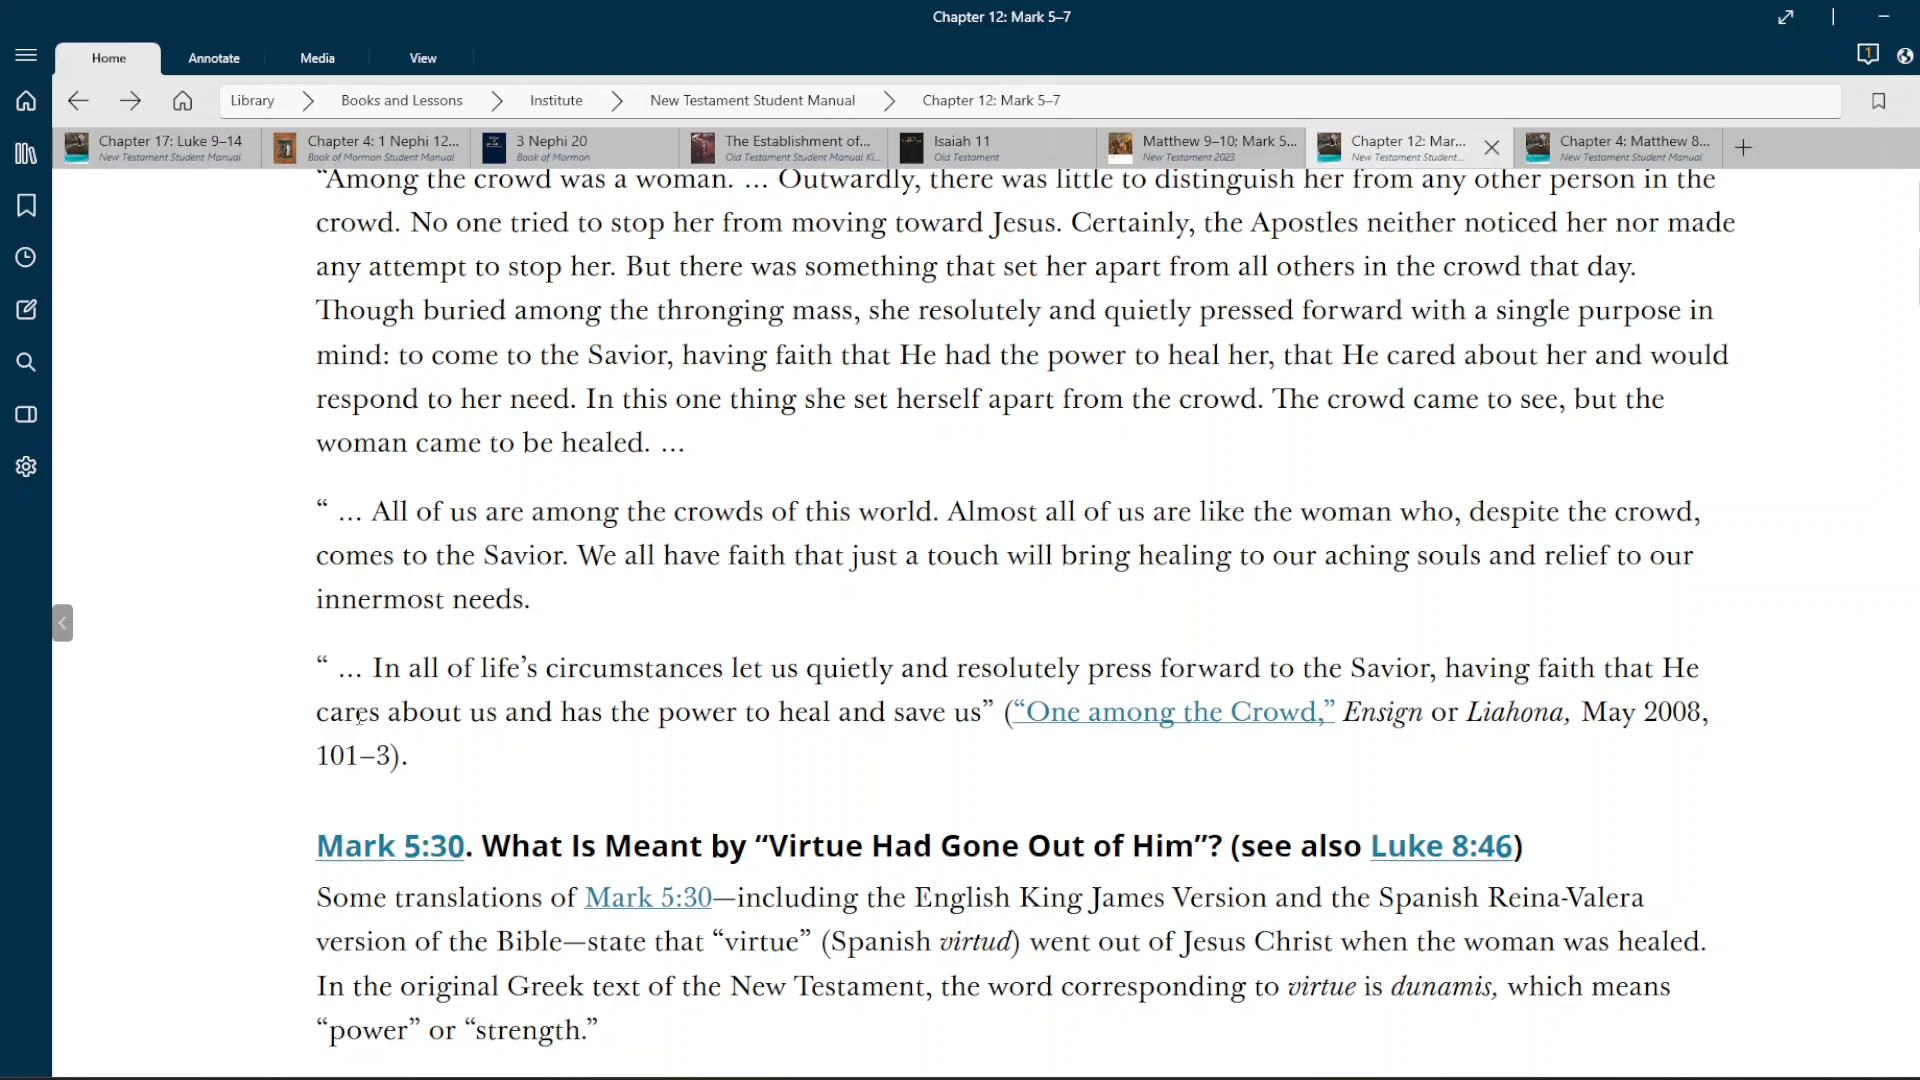 Chapter 12: Mark 5–7
Home
Annotate
Media
View
1
Library
Books and Lessons
Institute
New Testament Student Manual
Chapter 12: Mark 5–7
Chapter 17: Luke 9–14
New Testament Student Manual
Chapter 4: 1 Nephi 12...
Book of Mormon Student Manual
3 Nephi 20
Book of Mormon
The Establishment of...
Old Testament Student Manual Ki...
Isaiah 11
Old Testament
Matthew 9–10; Mark 5...
New Testament 2023
Chapter 12: Mar...
New Testament Student...
Chapter 4: Matthew 8...
New Testament Student Manual
“Among the crowd was a woman. … Outwardly, there was little to distinguish her from any other person in the
crowd. No one tried to stop her from moving toward Jesus. Certainly, the Apostles neither noticed her nor made
any attempt to stop her. But there was something that set her apart from all others in the crowd that day.
Though buried among the thronging mass, she resolutely and quietly pressed forward with a single purpose in
mind: to come to the Savior, having faith that He had the power to heal her, that He cared about her and would
respond to her need. In this one thing she set herself apart from the crowd. The crowd came to see, but the
woman came to be healed. …
“ … All of us are among the crowds of this world. Almost all of us are like the woman who, despite the crowd,
comes to the Savior. We all have faith that just a touch will bring healing to our aching souls and relief to our
innermost needs.
“ … In all of life’s circumstances let us quietly and resolutely press forward to the Savior, having faith that He
cares about us and has the power to heal and save us” (“One among the Crowd,” Ensign or Liahona, May 2008,
101–3).
Mark 5:30. What Is Meant by “Virtue Had Gone Out of Him”? (see also Luke 8:46)
Some translations of Mark 5:30—including the English King James Version and the Spanish Reina-Valera
version of the Bible—state that “virtue” (Spanish virtud) went out of Jesus Christ when the woman was healed.
In the original Greek text of the New Testament, the word corresponding to virtue is dunamis, which means
“power” or “strength.”